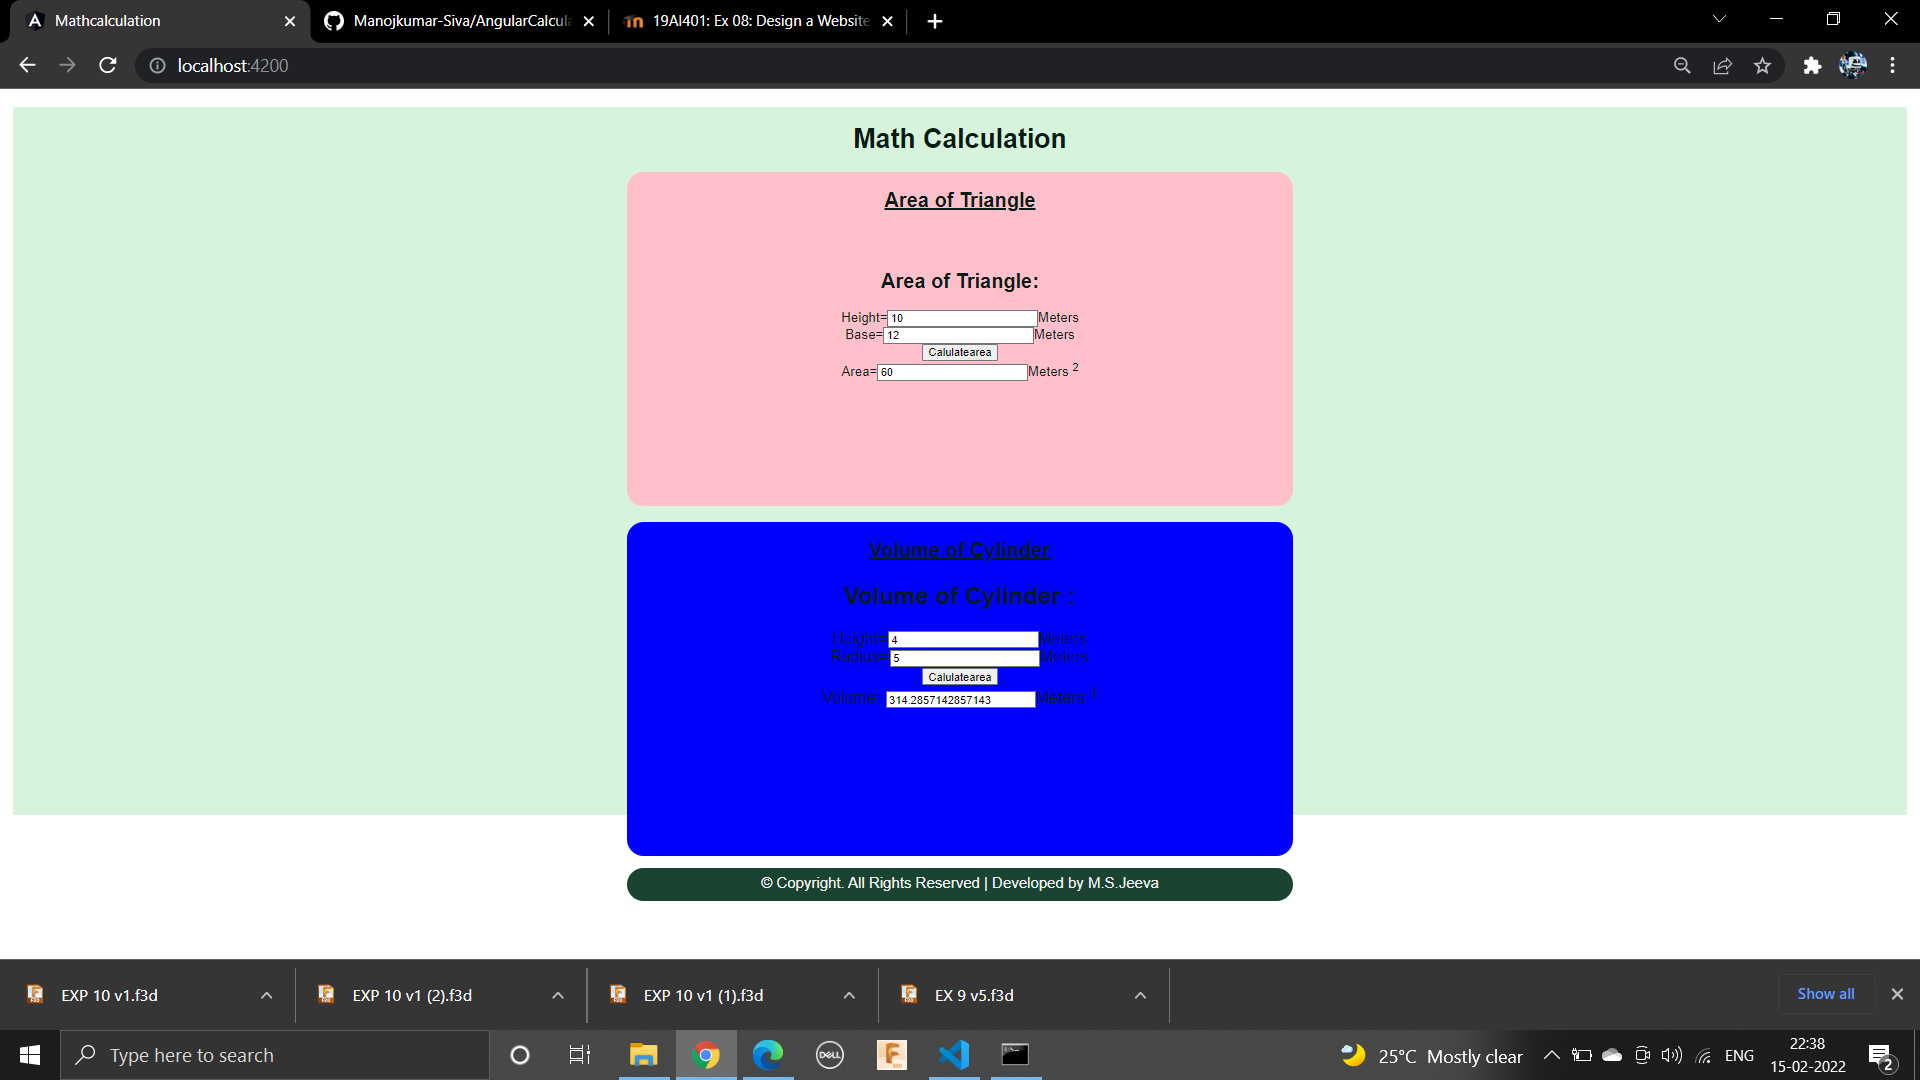 Mathcalculation
Manojkumar-Siva/AngularCalcula
19AI401: Ex 08: Design a Website
localhost:4200
Math Calculation
Area of Triangle
Area of Triangle:
Height= 10 Meters
Base= 12 Meters
Calulatearea
Area= 60 Meters 2
Volume of Cylinder
Volume of Cylinder :
Height= 4 Meters
Radius= 5 Meters
Calulatearea
Volume 314.2857142857143 Meters
© Copyright. All Rights Reserved | Developed by M.S.Jeeva
EXP 10 v1.f3d
EXP 10 v1 (2).f3d
EXP 10 v1 (1).f3d
EX 9 v5.f3d
Show all
Type here to search
DELL
25°C Mostly clear
ENG
22:38
15-02-2022
2